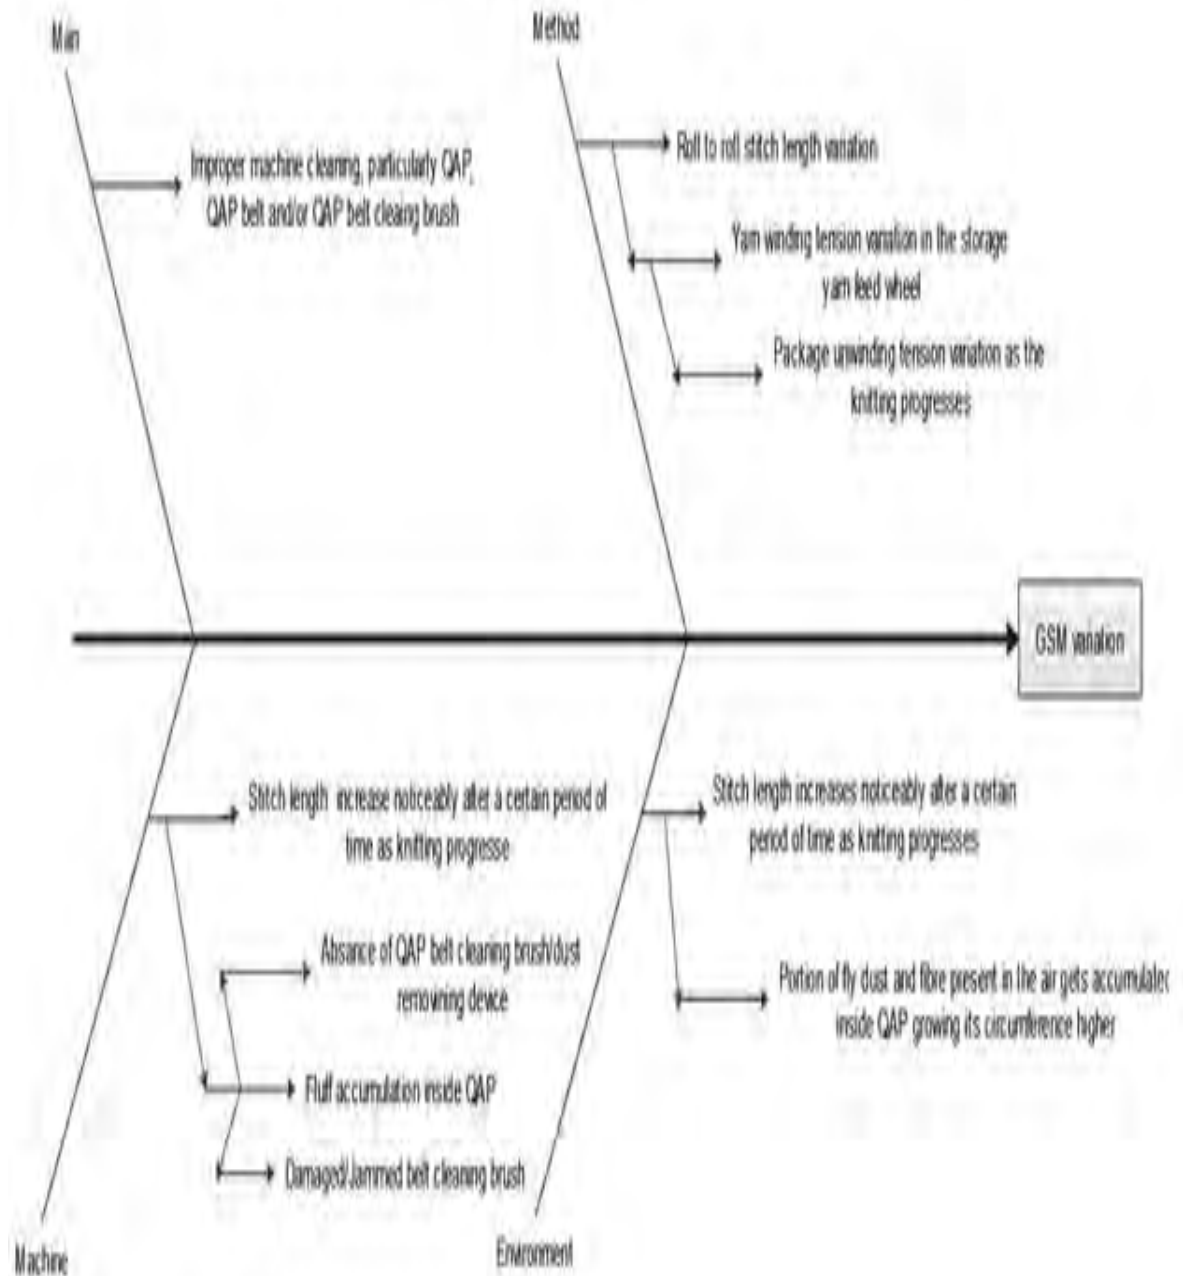 Man
Improper machine cleaning, particularly QAP,
QAP belt and/or QAP belt cleaing brush
Method
Roll to roll stitch length variation
Yarn winding tension variation in the storage
yarn feed wheel
Package unwinding tension variation as the
knitting progresses
GSM variation
Stitch length increase noticeably after a certain period of
time as knitting progresse
Absance of QAP belt cleaning brush/dust
removining device
Fluff accumulation inside QAP
Damaged/Jammed belt cleaning brush
Machine
Stitch length increases noticeably after a certain
period of time as knitting progresses
Portion of fly dust and fibre present in the air gets accumulated
inside QAP growing its circumference higher
Environment